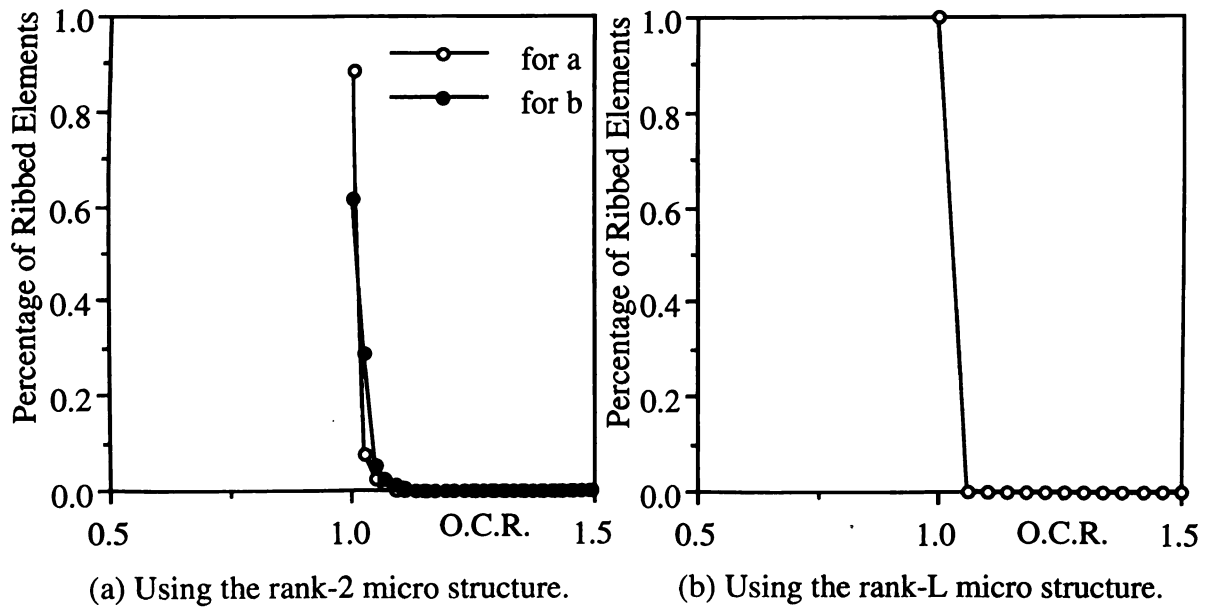 Percentage of Ribbed Elements
1.0
0.8
0.6
0.4
0.2
0.0
0.5
1.0
O.C.R.
1.5
for a
for b
(a) Using the rank-2 micro structure.
Percentage of Ribbed Elements
1.0
0.8
0.6
0.4
0.2
0.0
0.5
1.0
O.C.R.
1.5
(b) Using the rank-L micro structure.